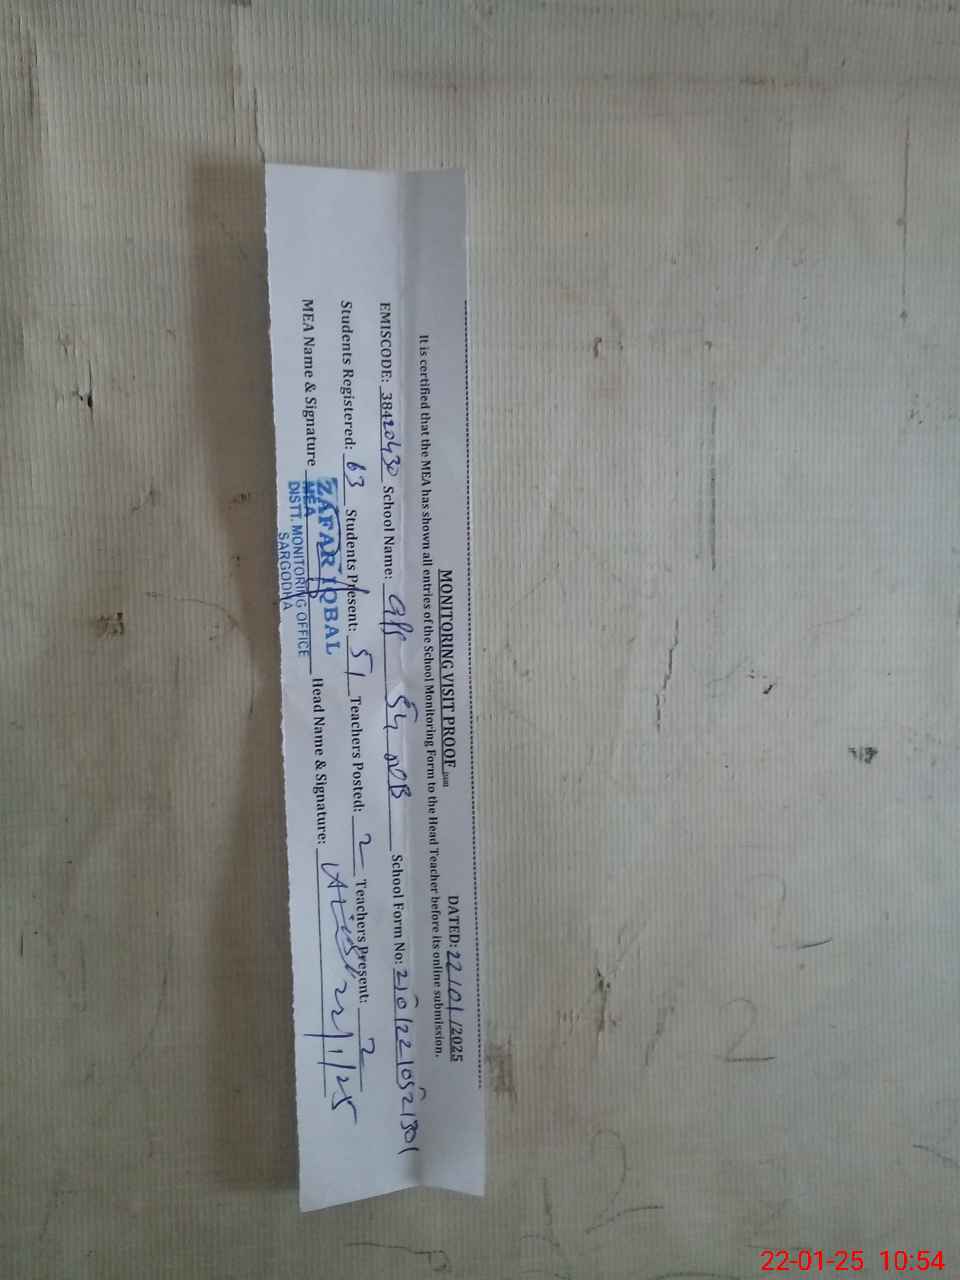 MONITORING VISIT PROOF DATED: 22/01/2025
It is certified that the MEA has shown all entries of the School Monitoring Form to the Head Teacher before its online submission.
EMISCODE: 38420430 School Name: GPS 54 NB School Form No:
Students Registered: 63 Students Present: 51 Teachers Posted: 2 Teachers Present: 2
MEA Name & Signature Head Name & Signature: 22/1/25
ZAFAR IQBAL
MEA
DISTT. MONITORING OFFICE
SARGODHA
22-01-25 10:54